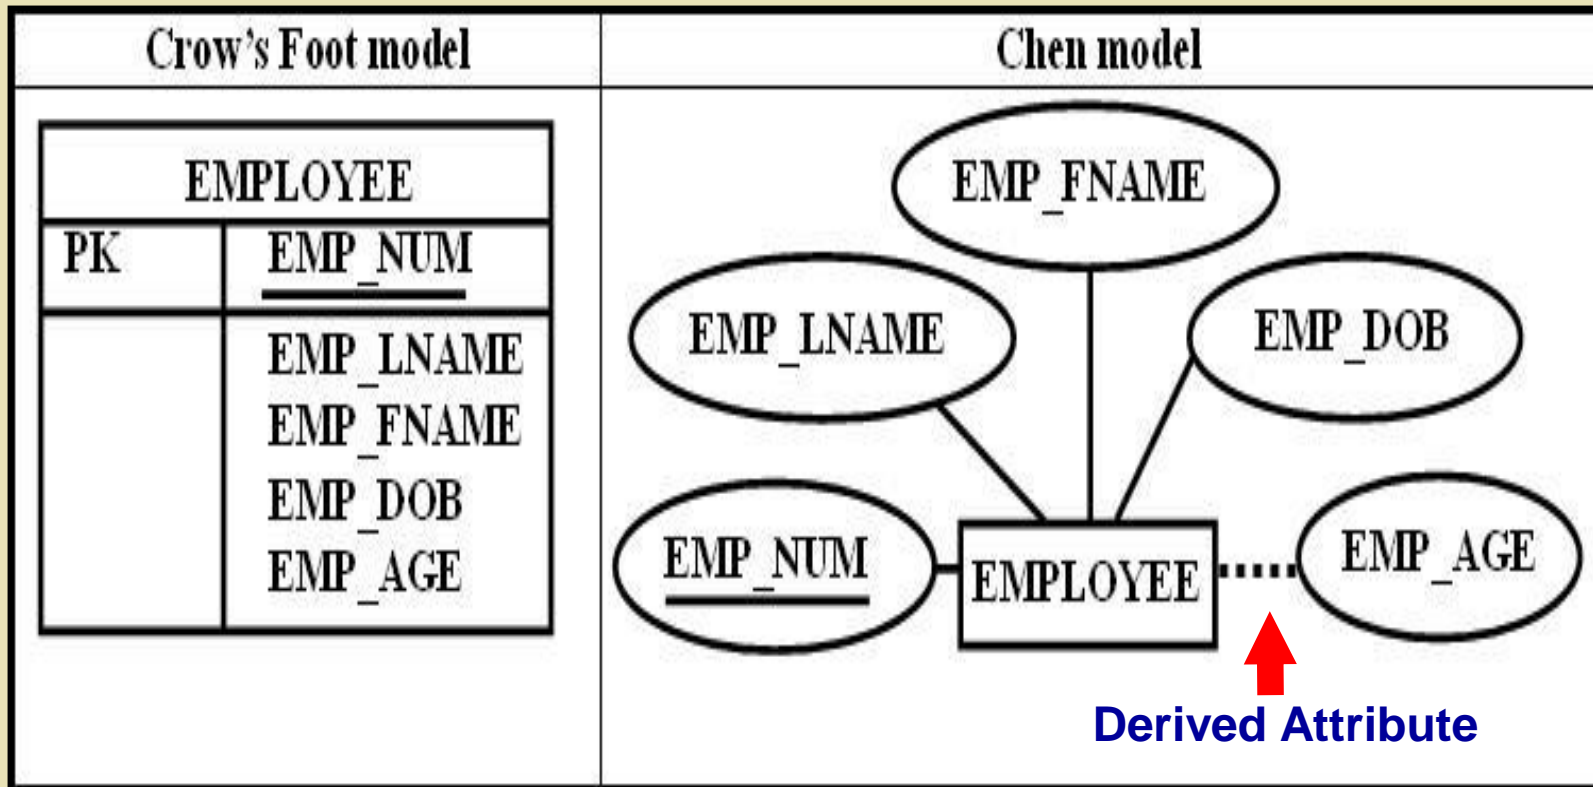 Crow's Foot model
Chen model
EMPLOYEE
PK EMP_NUM
EMP_LNAME
EMP_FNAME
EMP_DOB
EMP_AGE
EMP_FNAME
EMP_LNAME
EMP_DOB
EMP_NUM
EMPLOYEE
EMP_AGE
Derived Attribute